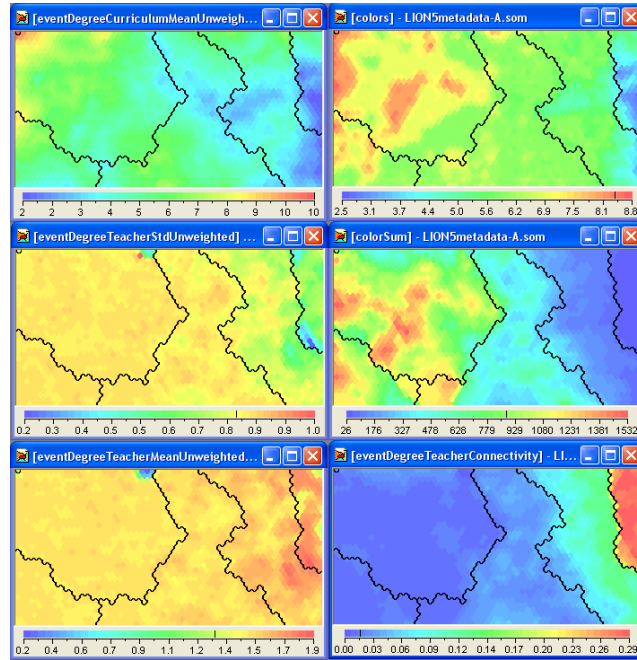 [eventDegreeCurriculumMeanUnweigh...
[colors] - LION5metadata-A.som
2 3 4 5 6 7 8 9 10 10
2.5 3.1 3.7 4.4 5.0 5.6 6.2 6.9 7.5 8.1 8.8
[eventDegreeTeacherStdUnweighted] ...
[colorSum] - LION5metadata-A.som
0.2 0.3 0.4 0.5 0.6 0.7 0.8 0.9 1.0
26 176 327 478 628 779 929 1080 1230 1381 1532
[eventDegreeTeacherMeanUnweighted...
[eventDegreeTeacherConnectivity] - LI...
0.2 0.4 0.5 0.7 0.9 1.1 1.2 1.4 1.6 1.7 1.9
0.00 0.03 0.06 0.09 0.12 0.14 0.17 0.20 0.23 0.26 0.29